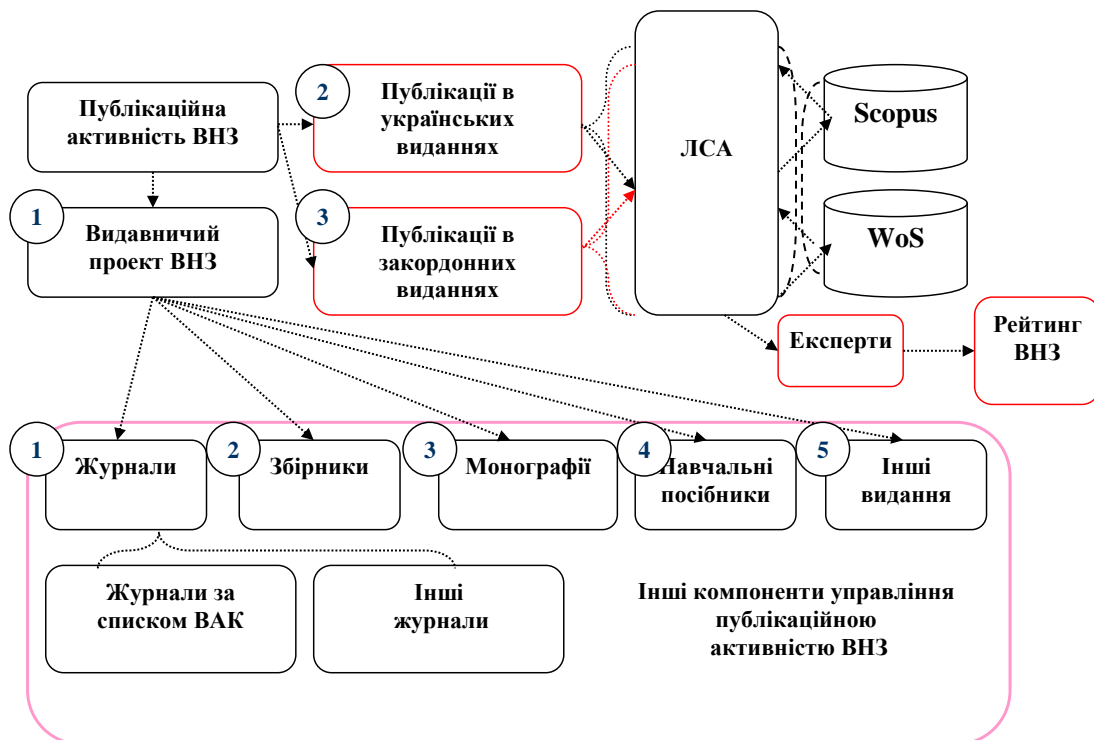 Публікаційна
активність ВНЗ
2
Публікації в
українських
виданнях
ЛСА
Scopus
1
Видавничий
проект ВНЗ
3
Публікації в
закордонних
виданнях
WoS
Експерти
Рейтинг
ВНЗ
1
Журнали
2
Збірники
3
Монографії
4
Навчальні
посібники
5
Інші
видання
Журнали за
списком ВАК
Інші
журнали
Інші компоненти управління
публікаційною
активністю ВНЗ